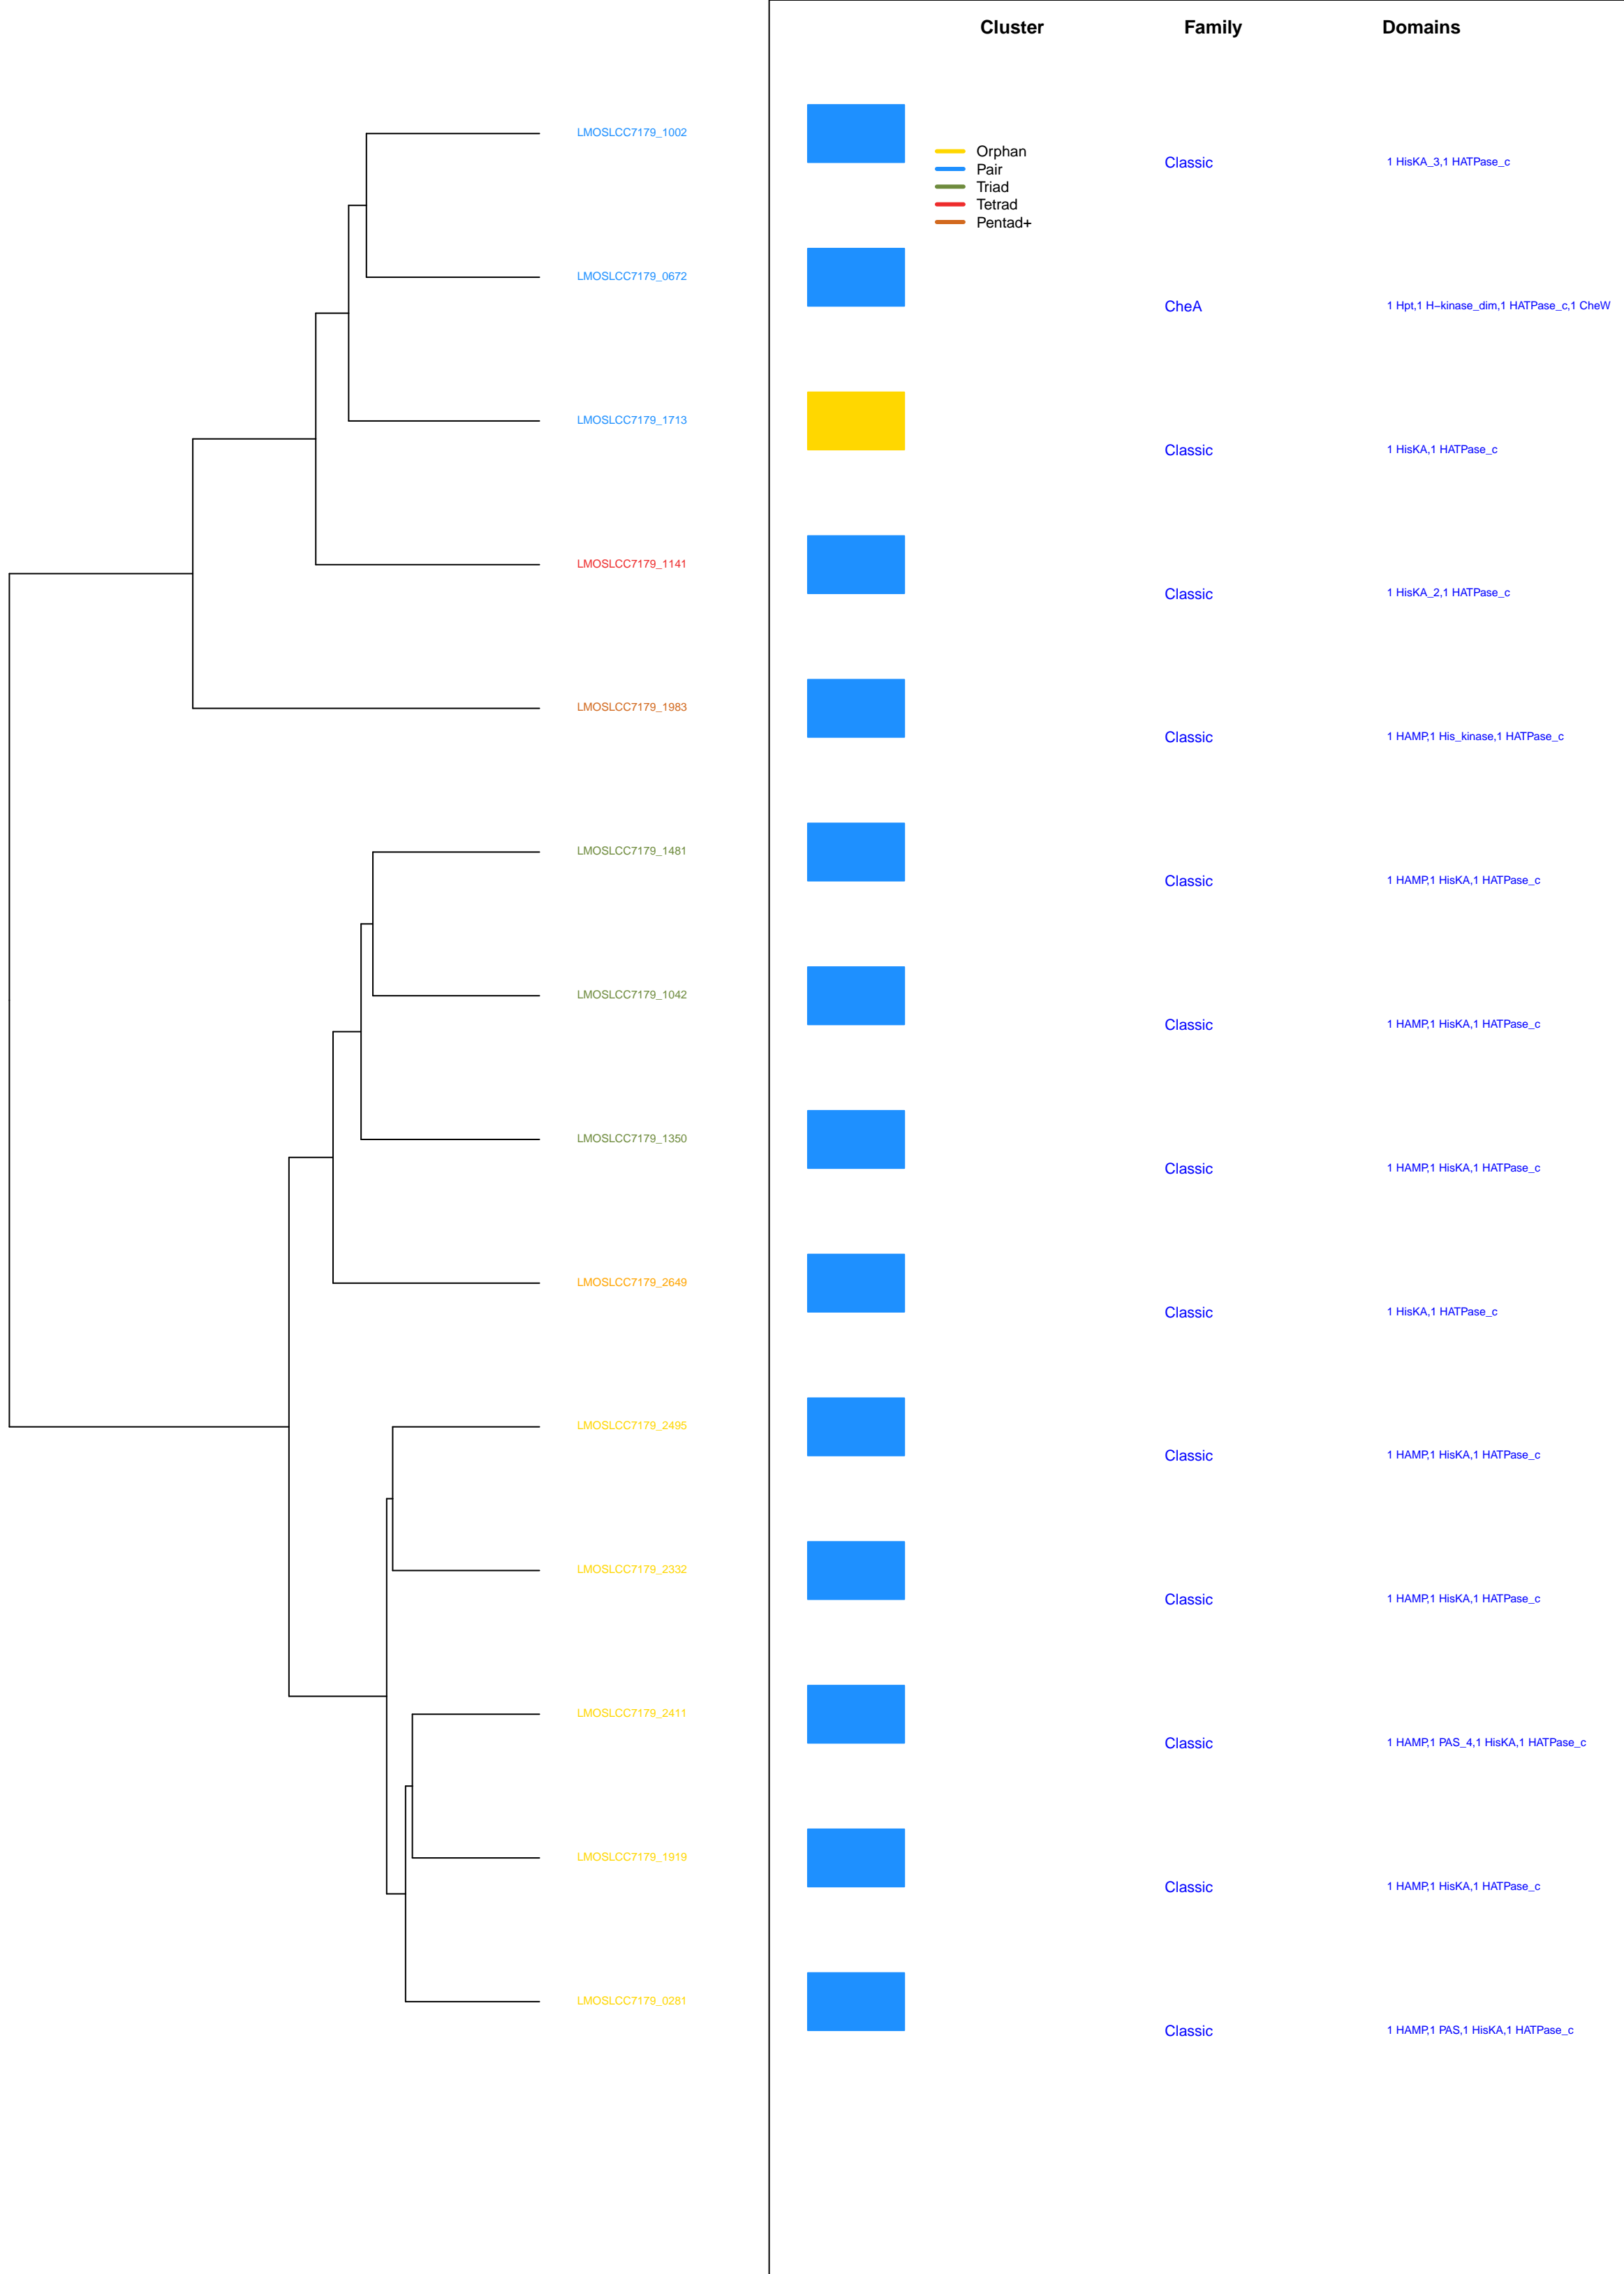 Cluster Family Domains
LMOSLCC7179_1002
Orphan
Pair
Triad
Tetrad
Pentad+
Classic 1 HisKA_3,1 HATPase_c
LMOSLCC7179_0672
CheA 1 Hpt,1 H−kinase_dim,1 HATPase_c,1 CheW
LMOSLCC7179_1713
Classic 1 HisKA,1 HATPase_c
LMOSLCC7179_1141
Classic 1 HisKA_2,1 HATPase_c
LMOSLCC7179_1983
Classic 1 HAMP,1 His_kinase,1 HATPase_c
LMOSLCC7179_1481
Classic 1 HAMP,1 HisKA,1 HATPase_c
LMOSLCC7179_1042
Classic 1 HAMP,1 HisKA,1 HATPase_c
LMOSLCC7179_1350
Classic 1 HAMP,1 HisKA,1 HATPase_c
LMOSLCC7179_2649
Classic 1 HisKA,1 HATPase_c
LMOSLCC7179_2495
Classic 1 HAMP,1 HisKA,1 HATPase_c
LMOSLCC7179_2332
Classic 1 HAMP,1 HisKA,1 HATPase_c
LMOSLCC7179_2411
Classic 1 HAMP,1 PAS_4,1 HisKA,1 HATPase_c
LMOSLCC7179_1919
Classic 1 HAMP,1 HisKA,1 HATPase_c
LMOSLCC7179_0281
Classic 1 HAMP,1 PAS,1 HisKA,1 HATPase_c